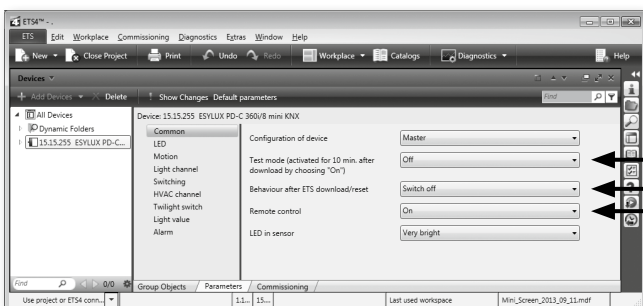 ETS4™ - .
ETS Edit Workplace Commissioning Diagnostics Extras Window Help
New Close Project Print Undo Redo Workplace Catalogs Diagnostics Help
Devices
Add Devices Delete ! Show Changes Default parameters Find
All Devices
Dynamic Folders
15.15.255 ESYLUX PD-C...
Device: 15.15.255 ESYLUX PD-C 360i/8 mini KNX
Common
LED
Motion
Light channel
Switching
HVAC channel
Twilight switch
Light value
Alarm
Configuration of device Master
Test mode (activated for 10 min. after
download by choosing "On") Off
Behaviour after ETS download/reset Switch off
Remote control On
LED in sensor Very bright
Find 0/0 Group Objects Parameters Commissioning
Use project or ETS4 conn... 1.1... 15... Last used workspace Mini_Screen_2013_09_11.mdf